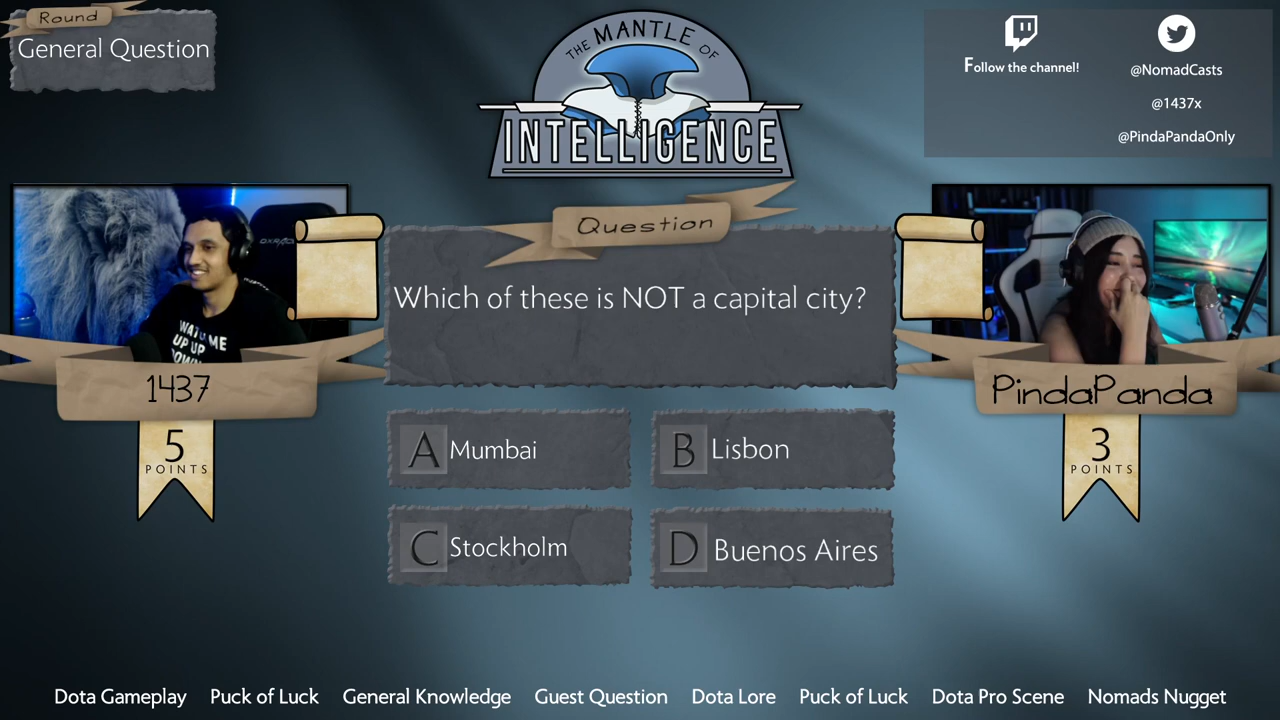 Round
General Question
THE MANTLE OF
INTELLIGENCE
Follow the channel!
@NomadCasts
@1437x
@PindaPandaOnly
Question
Which of these is NOT a capital city?
A Mumbai
B Lisbon
C Stockholm
D Buenos Aires
1437
5
POINTS
PindaPanda
3
POINTS
Dota Gameplay Puck of Luck General Knowledge Guest Question Dota Lore Puck of Luck Dota Pro Scene Nomads Nugget